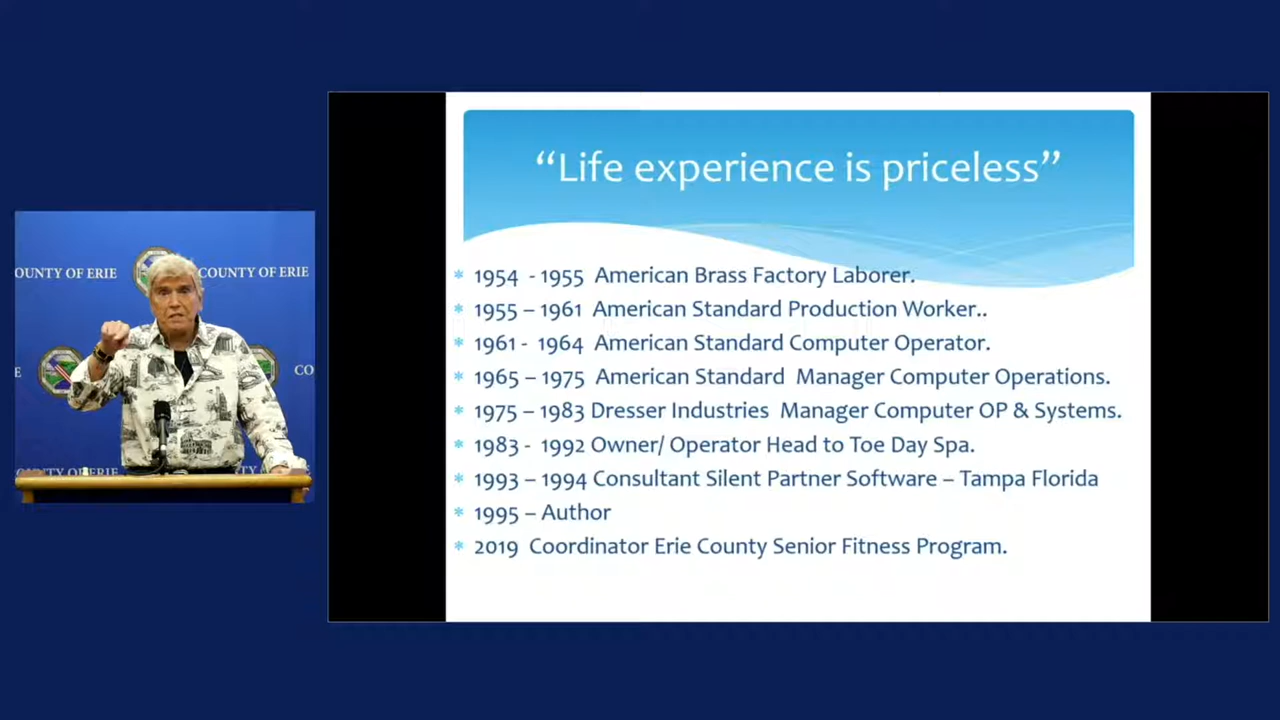 “Life experience is priceless”
* 1954 - 1955 American Brass Factory Laborer.
* 1955 – 1961 American Standard Production Worker..
* 1961 - 1964 American Standard Computer Operator.
* 1965 – 1975 American Standard Manager Computer Operations.
* 1975 – 1983 Dresser Industries Manager Computer OP & Systems.
* 1983 - 1992 Owner/ Operator Head to Toe Day Spa.
* 1993 – 1994 Consultant Silent Partner Software – Tampa Florida
* 1995 – Author
* 2019 Coordinator Erie County Senior Fitness Program.
OUNTY OF ERIE COUNTY OF ERIE
E CO